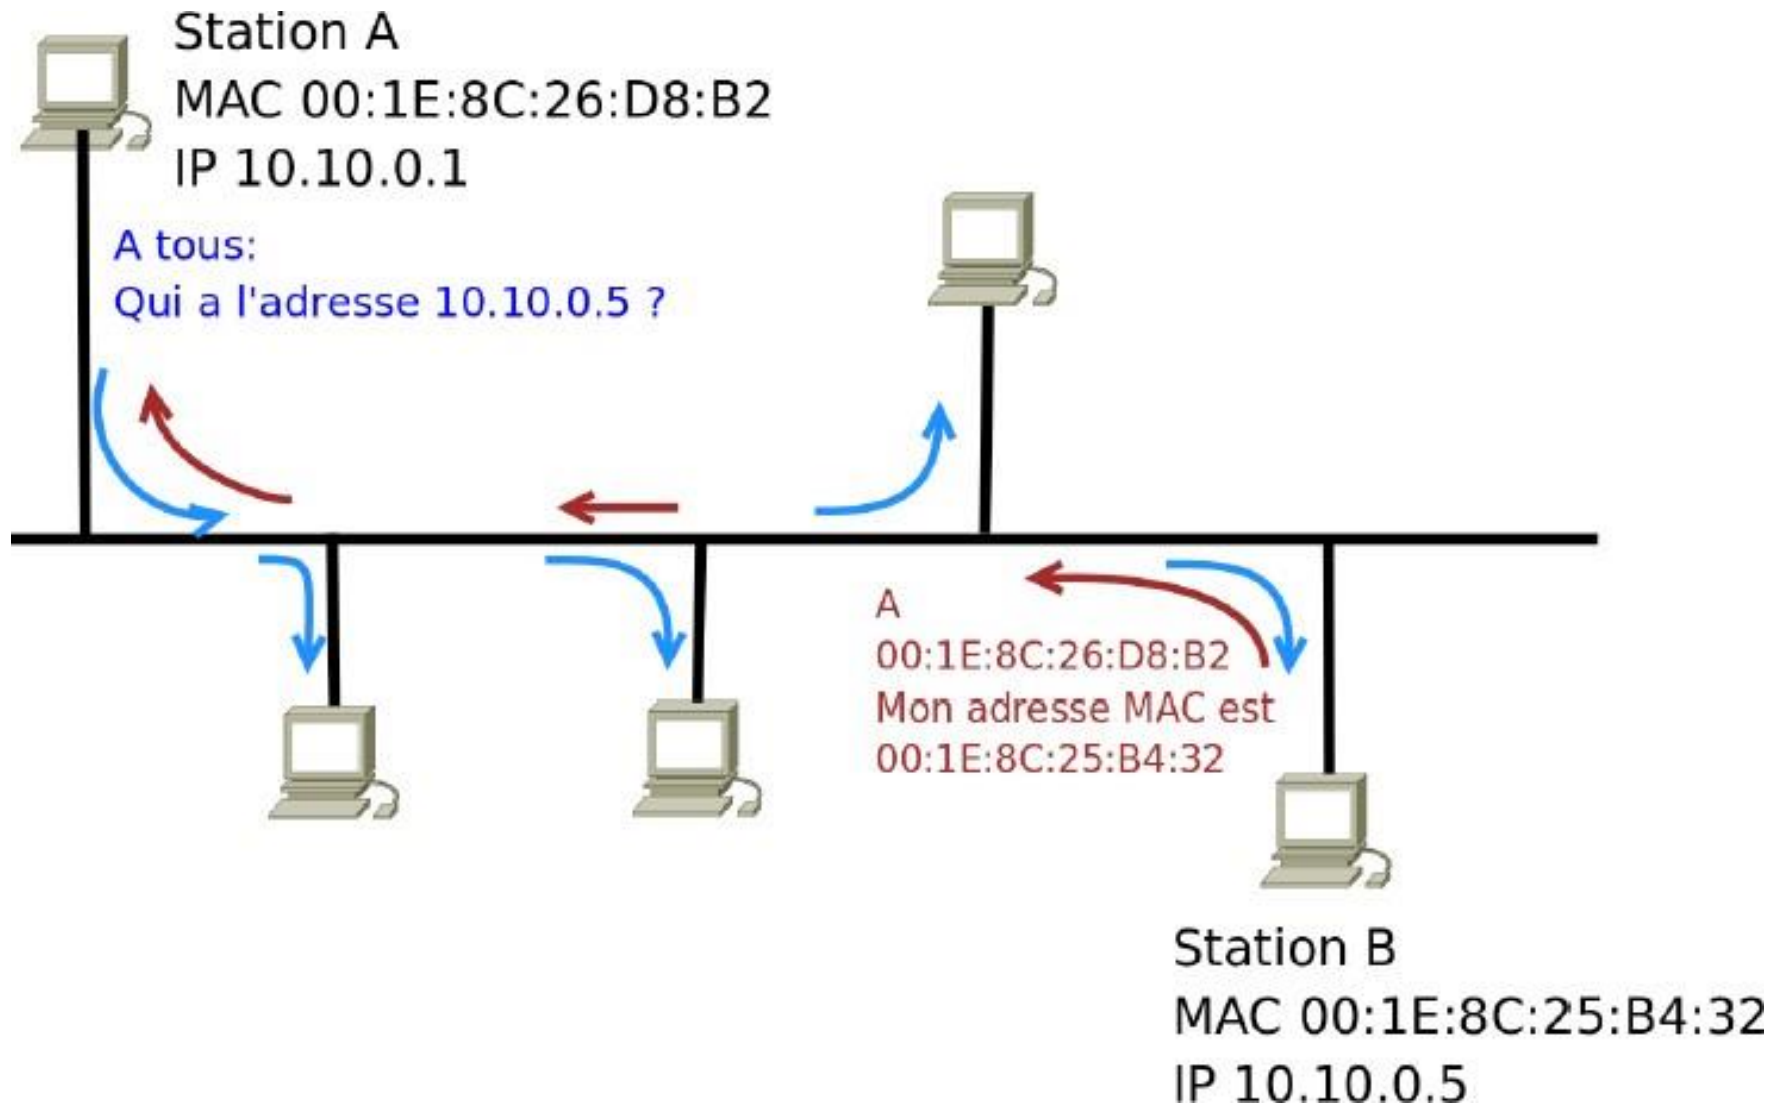 Station A
MAC 00:1E:8C:26:D8:B2
IP 10.10.0.1
A tous:
Qui a l'adresse 10.10.0.5 ?
A
00:1E:8C:26:D8:B2
Mon adresse MAC est
00:1E:8C:25:B4:32
Station B
MAC 00:1E:8C:25:B4:32
IP 10.10.0.5